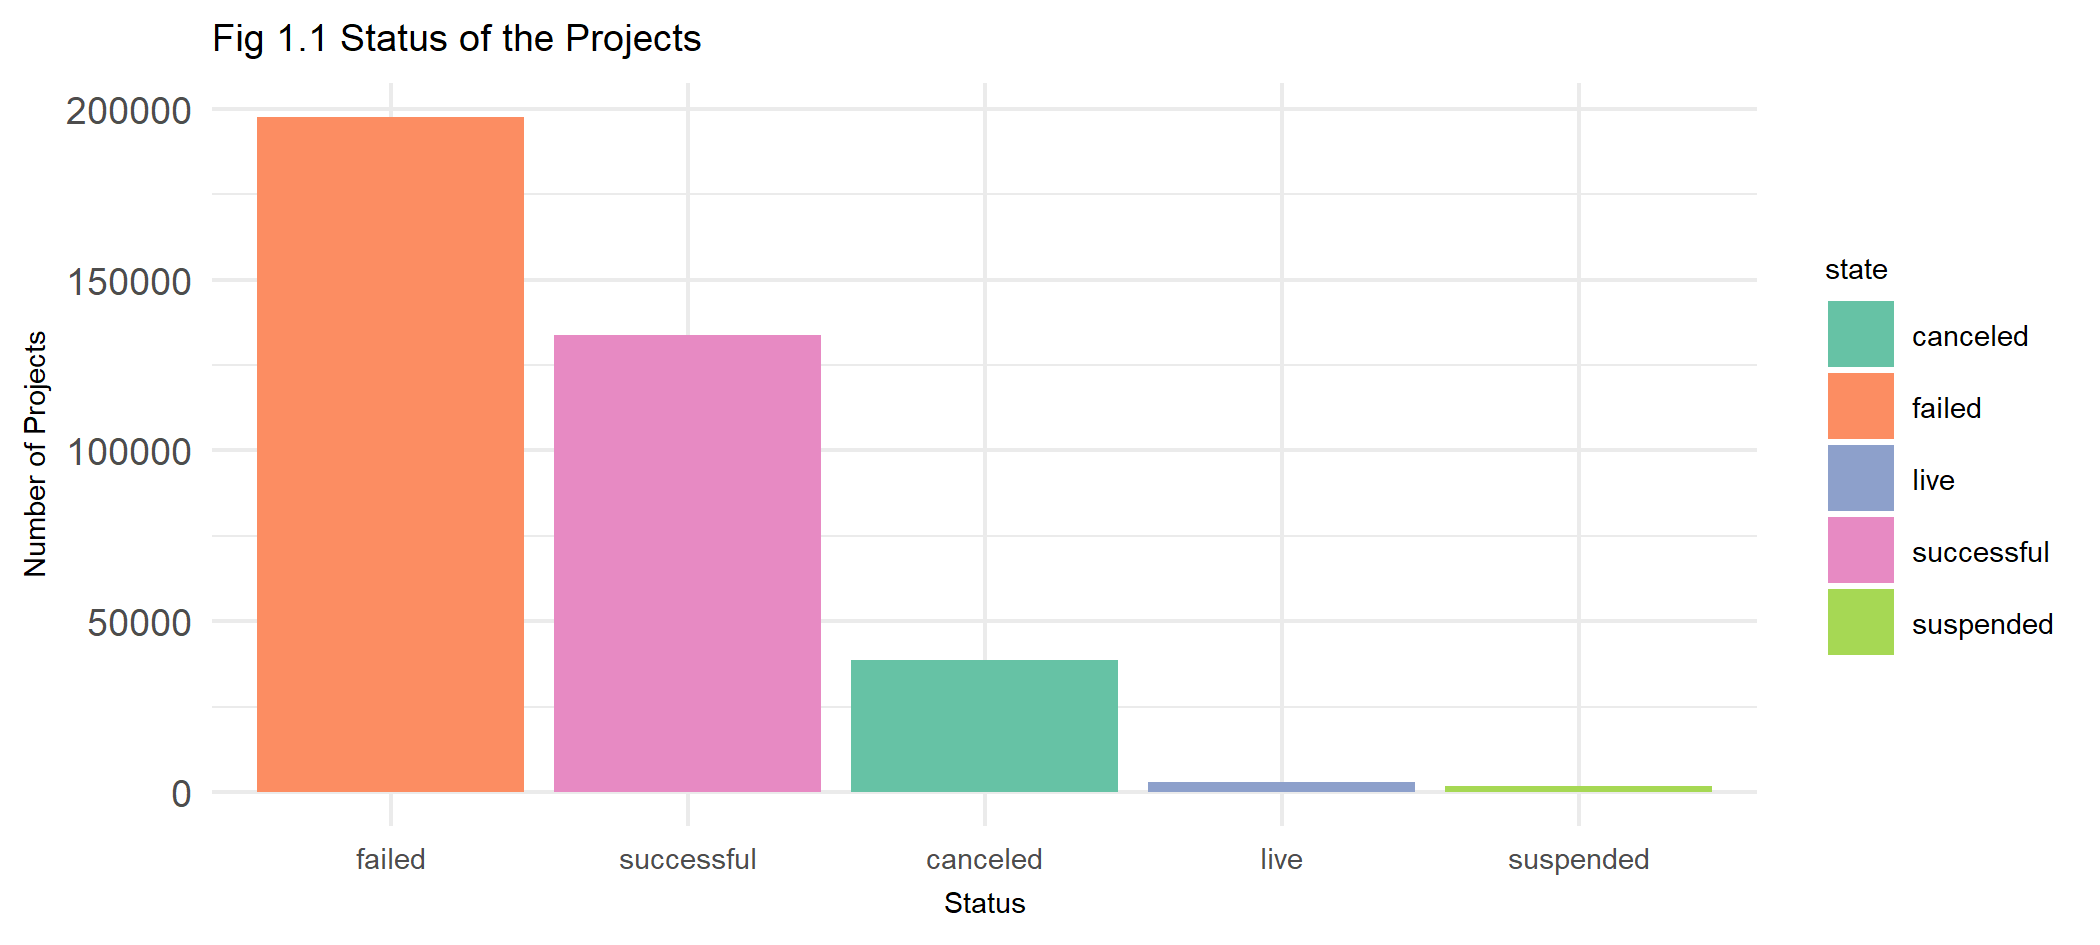 Fig 1.1 Status of the Projects
200000
150000
100000
50000
0
Number of Projects
failed
successful
canceled
live
suspended
Status
state
canceled
failed
live
successful
suspended